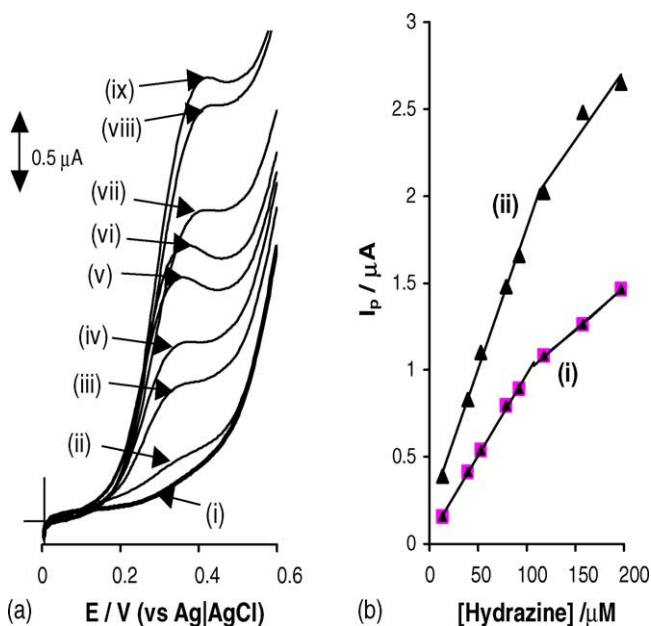 (ix)
(viii)
0.5 µA
(vii)
(vi)
(v)
(iv)
(iii)
(ii)
(i)
0 0.2 0.4 0.6
(a) E / V (vs Ag|AgCl)
3
2.5
2
1.5
1
0.5
0
Ip / µA
(ii)
(i)
0 50 100 150 200
(b) [Hydrazine] /µM